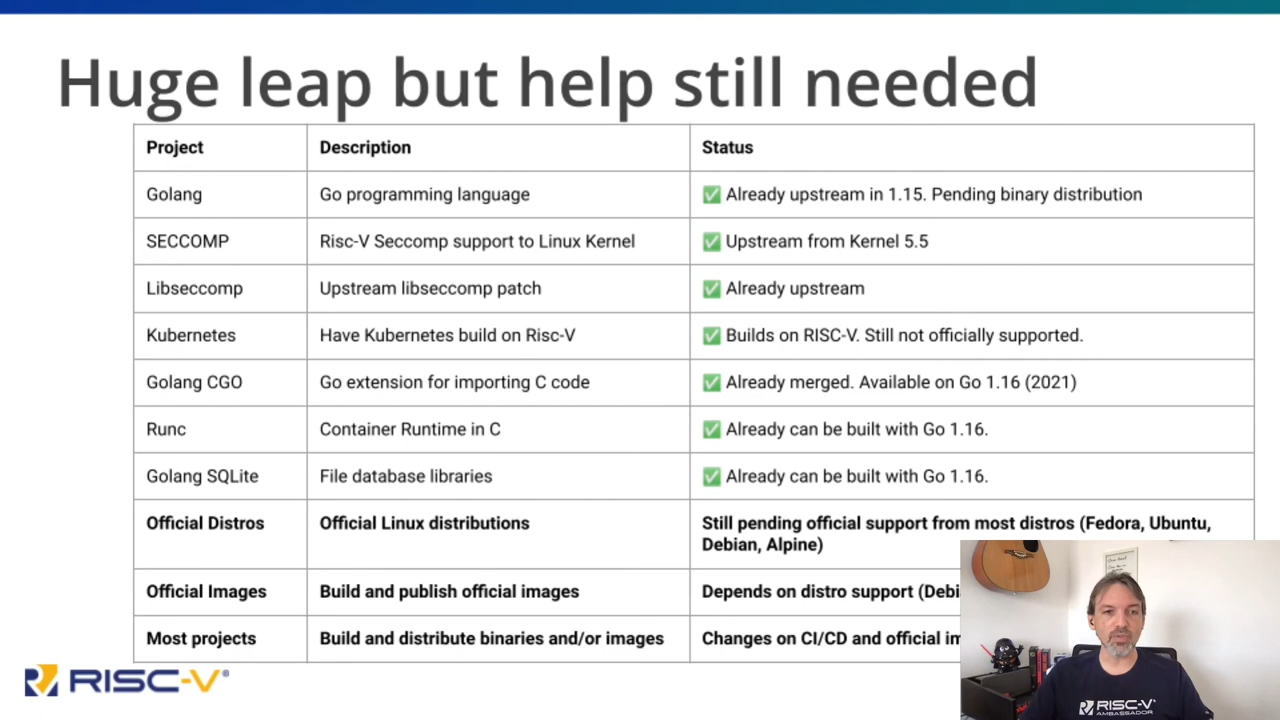 Huge leap but help still needed
Project Description Status
Golang Go programming language ✅ Already upstream in 1.15. Pending binary distribution
SECCOMP Risc-V Seccomp support to Linux Kernel ✅ Upstream from Kernel 5.5
Libseccomp Upstream libseccomp patch ✅ Already upstream
Kubernetes Have Kubernetes build on Risc-V ✅ Builds on RISC-V. Still not officially supported.
Golang CGO Go extension for importing C code ✅ Already merged. Available on Go 1.16 (2021)
Runc Container Runtime in C ✅ Already can be built with Go 1.16.
Golang SQLite File database libraries ✅ Already can be built with Go 1.16.
Official Distros Official Linux distributions Still pending official support from most distros (Fedora, Ubuntu,
Debian, Alpine)
Official Images Build and publish official images Depends on distro support (Debi
Most projects Build and distribute binaries and/or images Changes on CI/CD and official im
RISC-V®
RISC-V®
AMBASSADOR